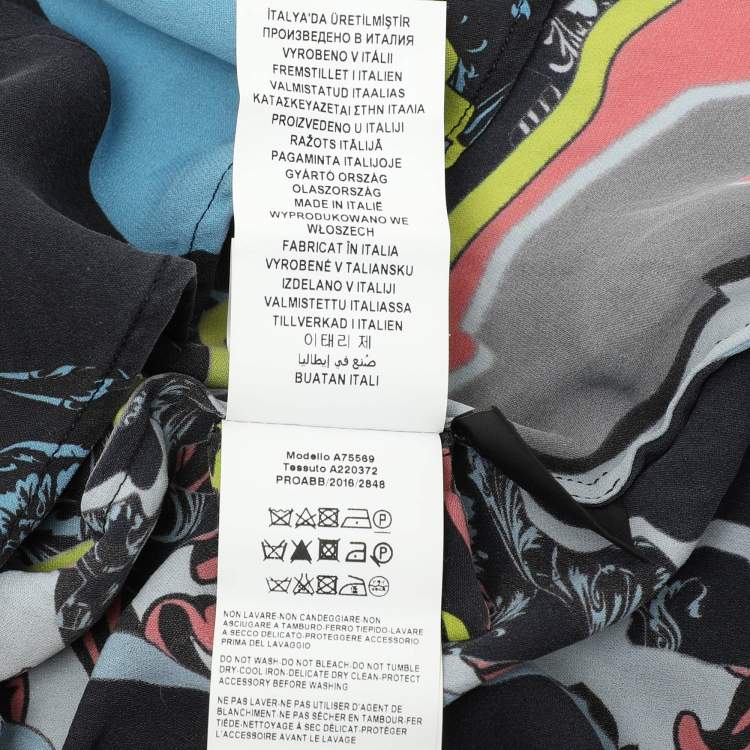 İTALYA'DA ÜRETİLMİŞTİR
ПРОИЗВЕДЕНО В ИТАЛИЯ
VYROBENO V ITÁLII
FREMSTILLET I ITALIEN
VALMISTATUD ITAALIAS
ΚΑΤΑΣΚΕΥΑΖΕΤΑΙ ΣΤΗΝ ΙΤΑΛΙΑ
PROIZVEDENO U ITALIJI
RAŽOTS ITĀLIJĀ
PAGAMINTA ITALIJOJE
GYÁRTÓ ORSZÁG
OLASZORSZÁG
MADE IN ITALIË
WYPRODUKOWANO WE
WŁOSZECH
FABRICAT ÎN ITALIA
VYROBENÉ V TALIANSKU
IZDELANO V ITALIJI
VALMISTETTU ITALIASSA
TILLVERKAD I ITALIEN
이태리 제
صُنع في إيطاليا
BUATAN ITALI
Modello A75569
Tessuto A220372
PROABB/2016/2848
NON LAVARE-NON CANDEGGIARE-NON
ASCIUGARE A TAMBURO-FERRO TIEPIDO-LAVARE
A SECCO DELICATO-PROTEGGERE ACCESSORIO
PRIMA DEL LAVAGGIO
DO NOT WASH-DO NOT BLEACH-DO NOT TUMBLE
DRY-COOL IRON-DELICATE DRY CLEAN-PROTECT
ACCESSORY BEFORE WASHING
NE PAS LAVER-NE PAS UTILISER D'AGENT DE
BLANCHIMENT-NE PAS SÉCHER EN TAMBOUR-FER
TIÈDE-NETTOYAGE À SEC DÉLICAT-PROTÉGER
L'ACCESSOIRE AVANT LE LAVAGE